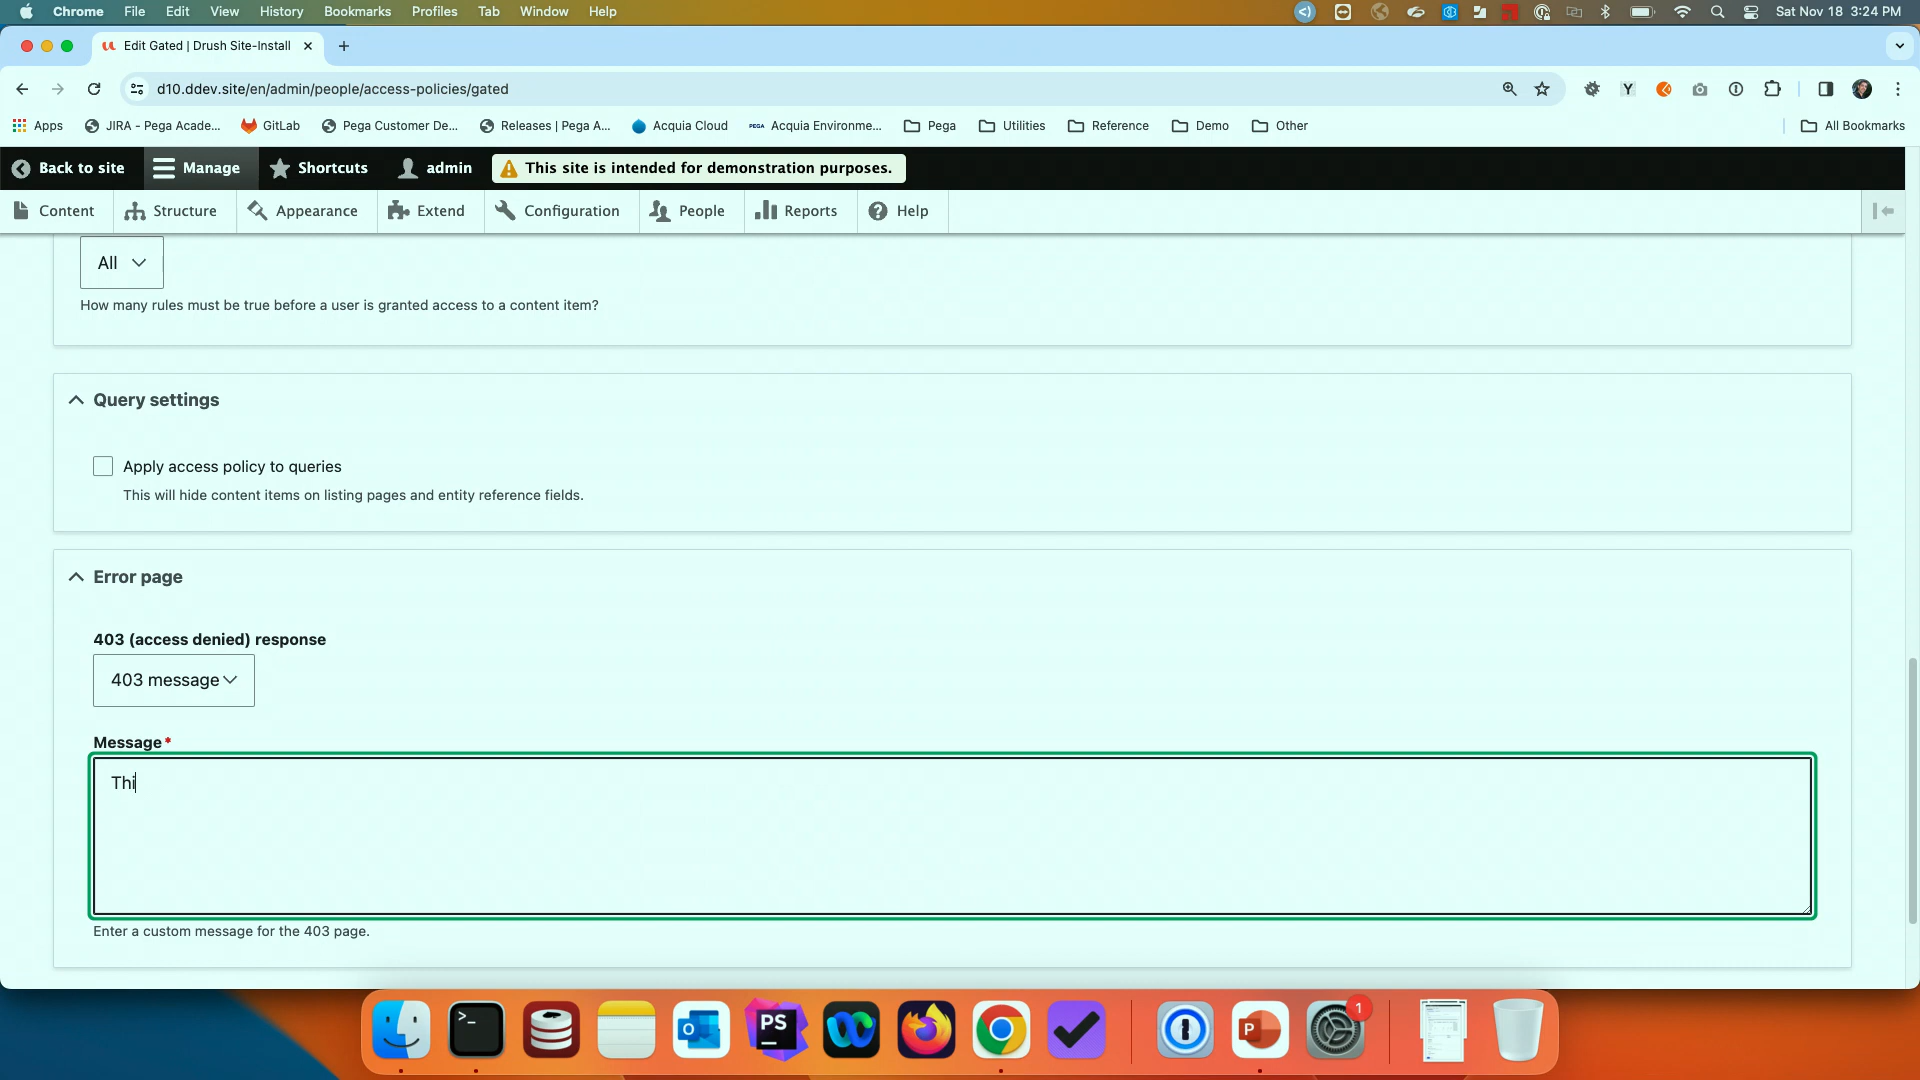 Chrome File Edit View History Bookmarks Profiles Tab Window Help Sat Nov 18 3:24 PM
Edit Gated | Drush Site-Install
d10.ddev.site/en/admin/people/access-policies/gated
Apps JIRA - Pega Acade... GitLab Pega Customer De... Releases | Pega A... Acquia Cloud PEGA Acquia Environme... Pega Utilities Reference Demo Other All Bookmarks
Back to site Manage Shortcuts admin This site is intended for demonstration purposes.
Content Structure Appearance Extend Configuration People Reports Help
All
How many rules must be true before a user is granted access to a content item?
Query settings
Apply access policy to queries
This will hide content items on listing pages and entity reference fields.
Error page
403 (access denied) response
403 message
Message*
Thi
Enter a custom message for the 403 page.
PS
1